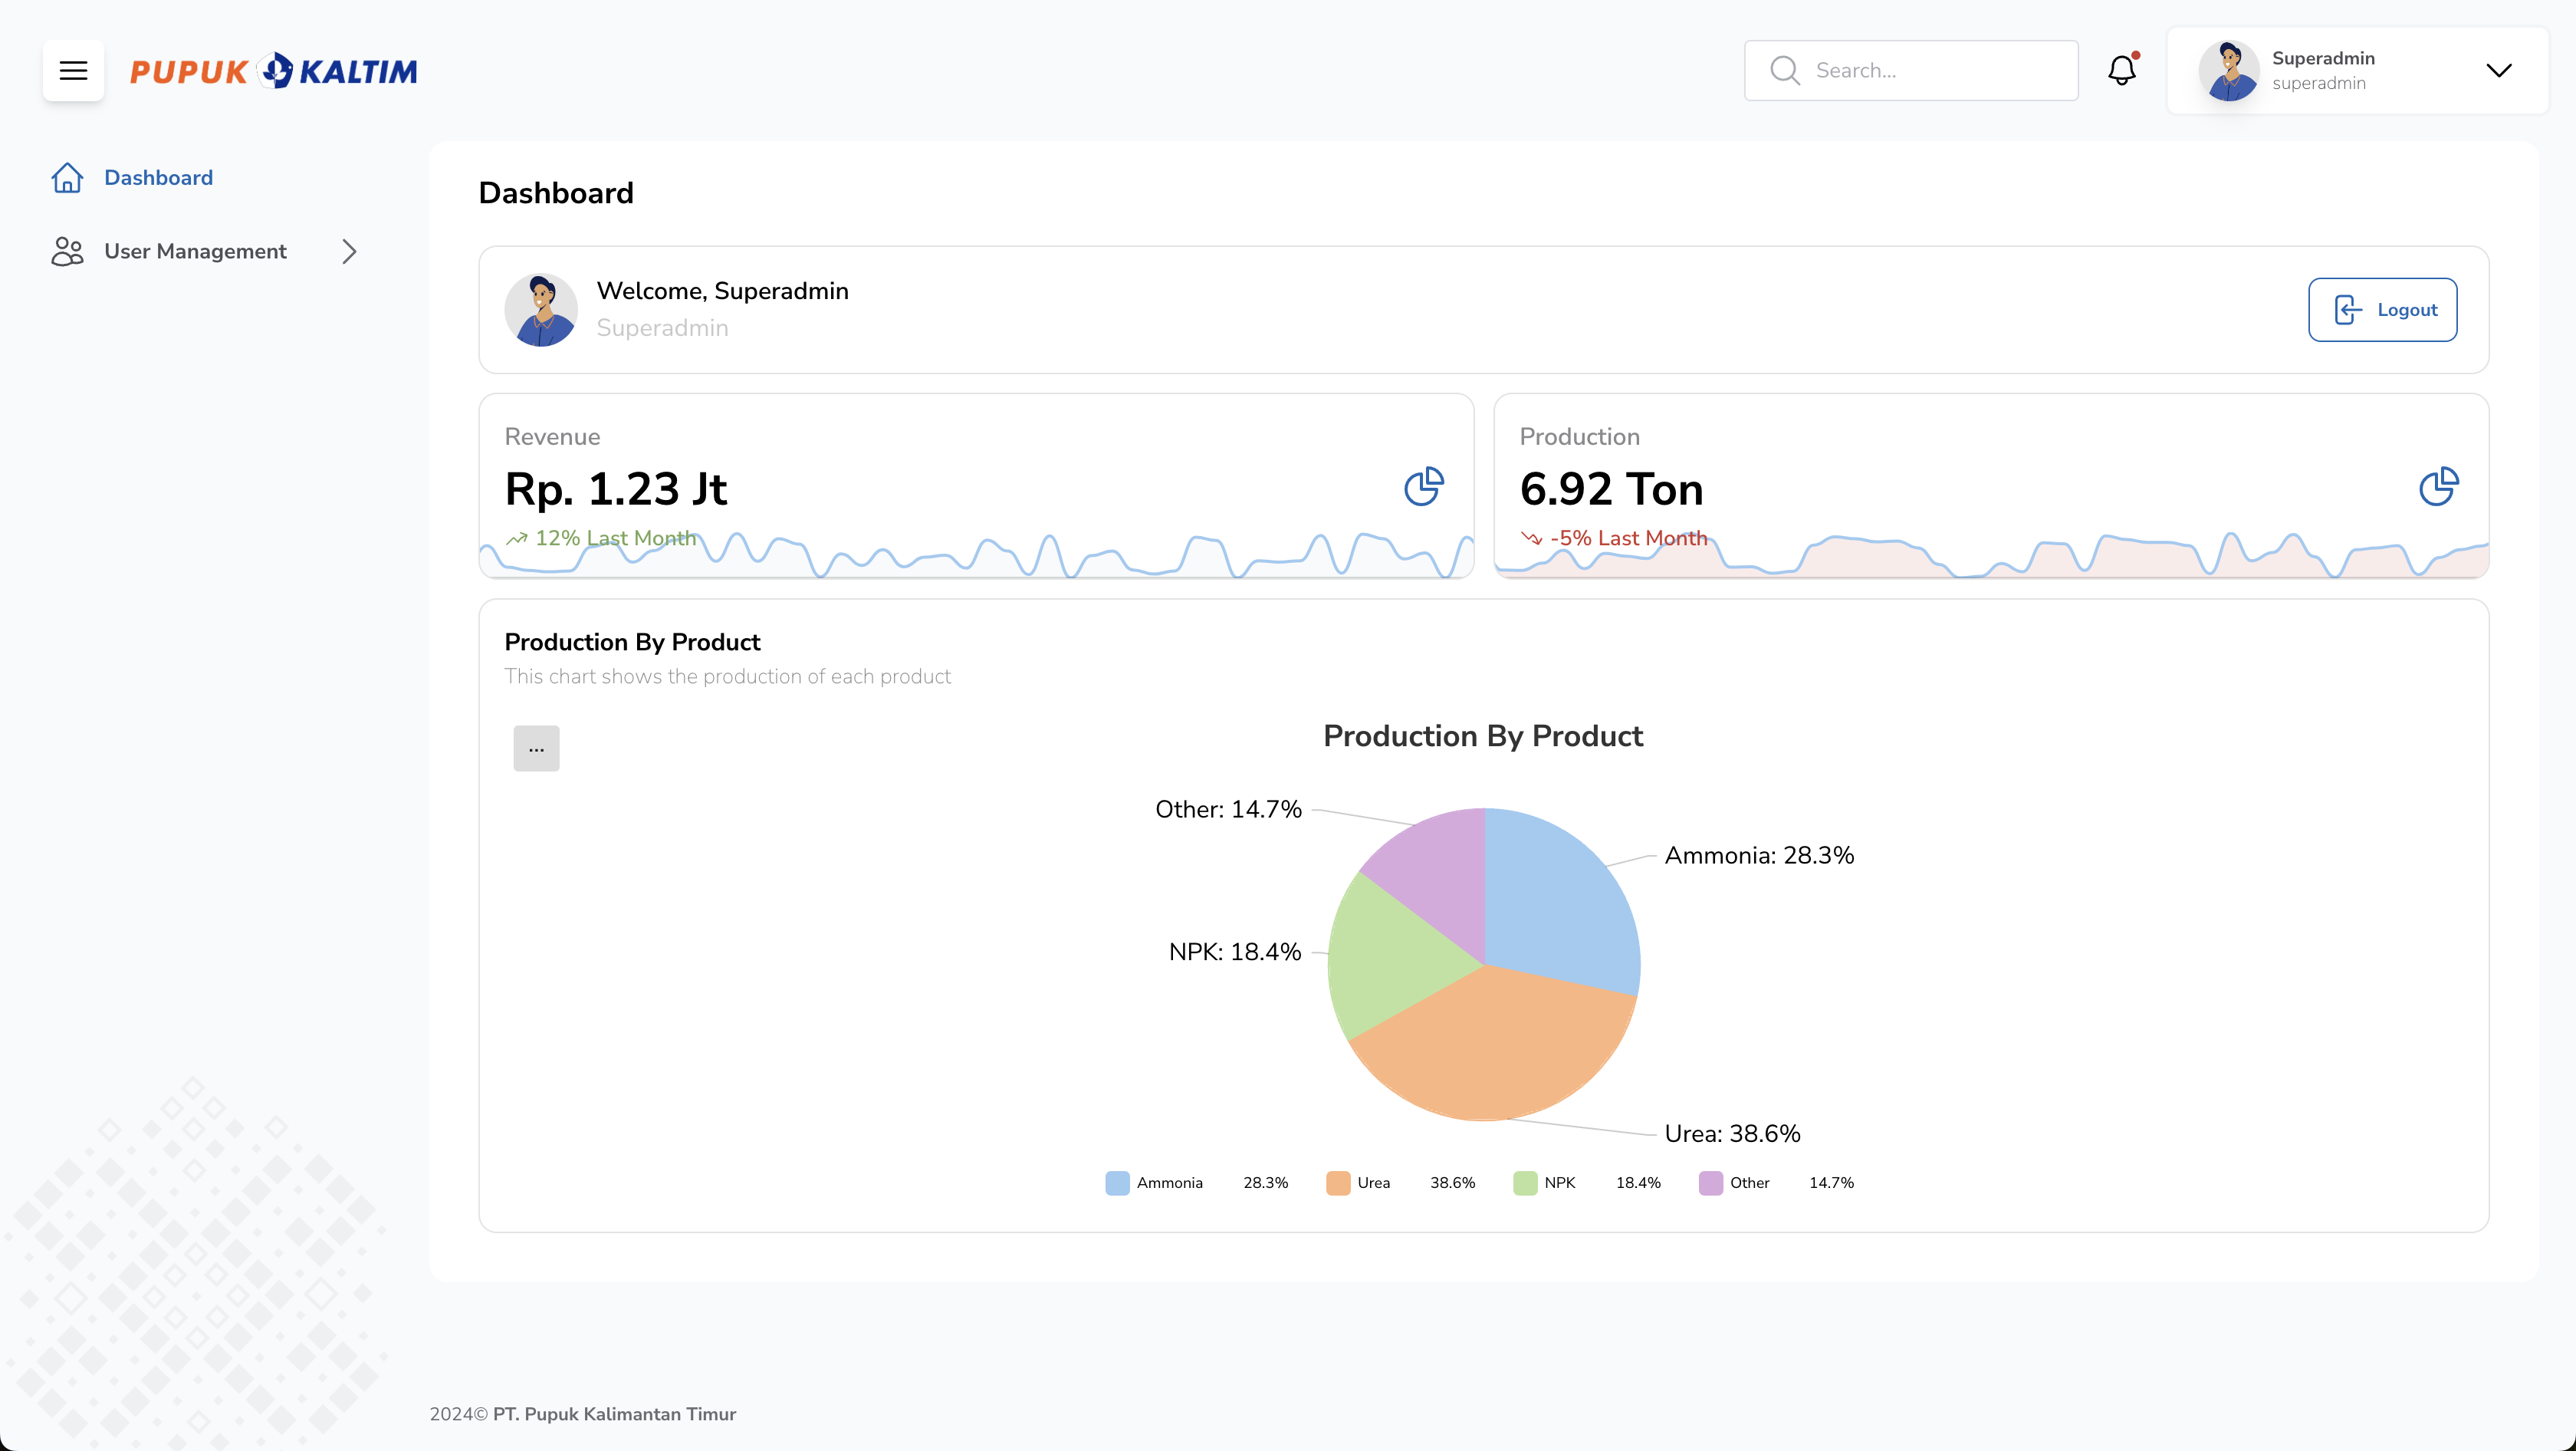 PUPUK KALTIM
Search...
Superadmin
superadmin
Dashboard
User Management
Dashboard
Welcome, Superadmin
Superadmin
Logout
Revenue
Rp. 1.23 Jt
12% Last Month
Production
6.92 Ton
-5% Last Month
Production By Product
This chart shows the production of each product
...
Production By Product
Other: 14.7%
Ammonia: 28.3%
NPK: 18.4%
Urea: 38.6%
Ammonia 28.3% Urea 38.6% NPK 18.4% Other 14.7%
2024© PT. Pupuk Kalimantan Timur